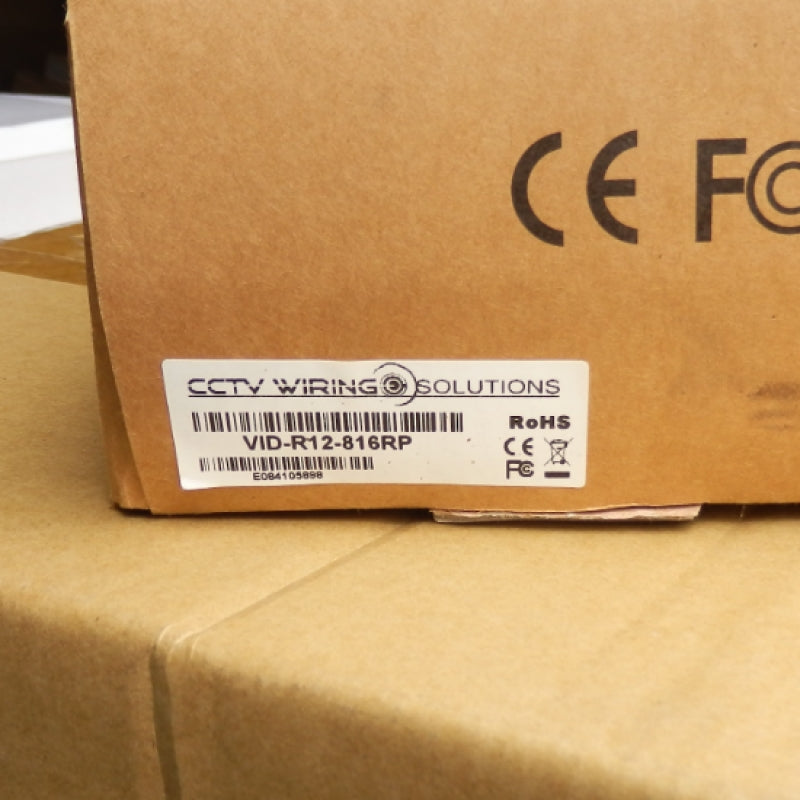 CE FC
CCTV WIRING SOLUTIONS
RoHS
VID-R12-816RP
CE
FC
E084105898